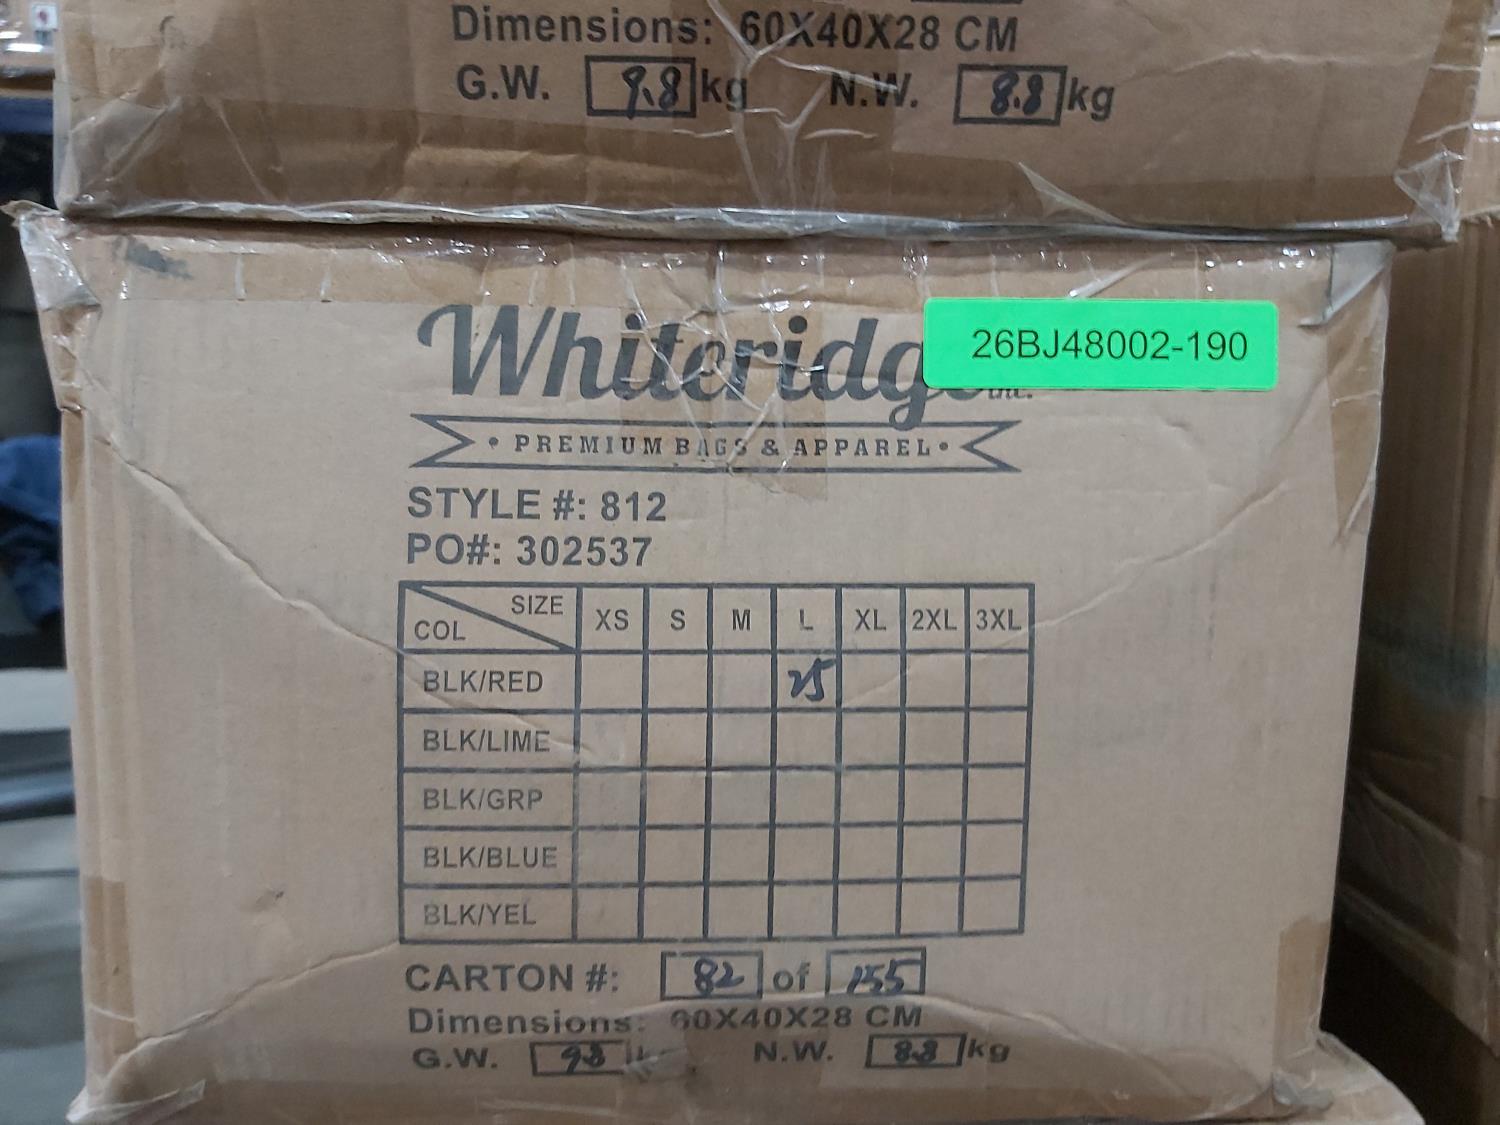 Dimensions: 60X40X28 CM
G.W. 9.8 kg N.W. 8.8 kg
Whiteridge inc.
26BJ48002-190
• PREMIUM BAGS & APPAREL •
STYLE #: 812
PO#: 302537
COL SIZE XS S M L XL 2XL 3XL
BLK/RED 25
BLK/LIME
BLK/GRP
BLK/BLUE
BLK/YEL
CARTON #: 82 of 155
Dimensions: 60X40X28 CM
G.W. 9.8 kg N.W. 8.8 kg